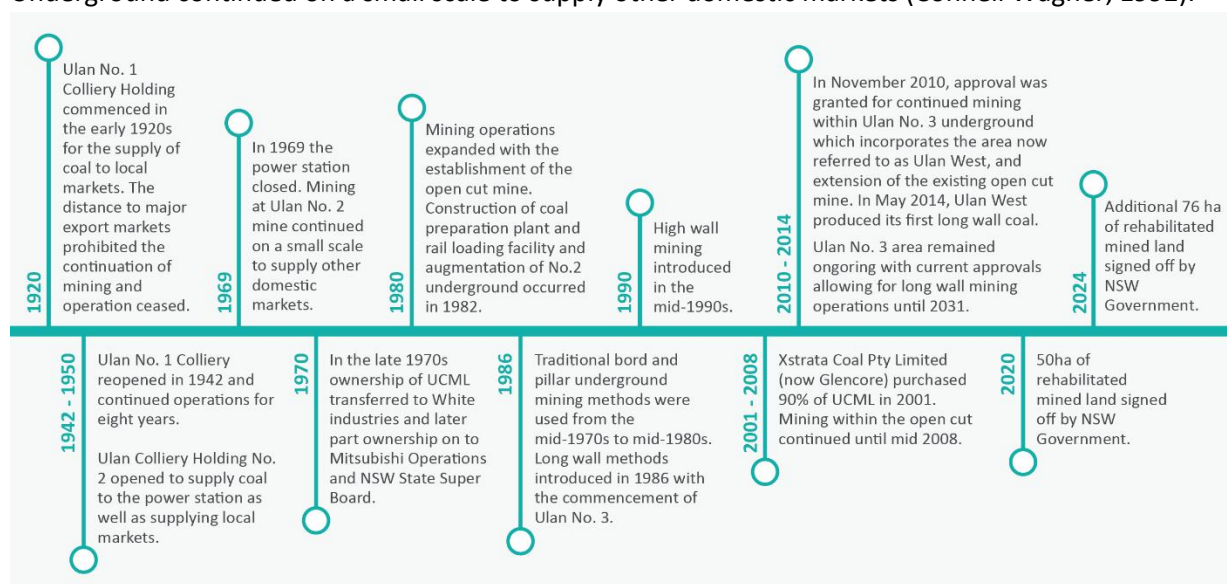 Underground continued on a small scale to supply other domestic markets (Connell Wagner,
1920
Ulan No. 1
Colliery Holding
commenced in
the early 1920s
for the supply of
coal to local
markets. The
distance to major
export markets
prohibited the
continuation of
mining and
operation ceased.
1969
In 1969 the
power station
closed. Mining
at Ulan No. 2
mine continued
on a small scale
to supply other
domestic
markets.
1980
Mining operations
expanded with the
establishment of the
open cut mine.
Construction of coal
preparation plant and
rail loading facility and
augmentation of No.2
underground occurred
in 1982.
1990
High wall
mining
introduced
in the
mid-1990s.
2010 - 2014
In November 2010, approval was
granted for continued mining
within Ulan No. 3 underground
which incorporates the area now
referred to as Ulan West, and
extension of the existing open cut
mine. In May 2014, Ulan West
produced its first long wall coal.
Ulan No. 3 area remained
ongoring with current approvals
allowing for long wall mining
operations until 2031.
2024
Additional 76 ha
of rehabilitated
mined land
signed off by
NSW
Government.
1942 - 1950
Ulan No. 1 Colliery
reopened in 1942 and
continued operations for
eight years.
Ulan Colliery Holding No.
2 opened to supply coal
to the power station as
well as supplying local
markets.
1970
In the late 1970s
ownership of UCML
transferred to White
industries and later
part ownership on to
Mitsubishi Operations
and NSW State Super
Board.
1986
Traditional bord and
pillar underground
mining methods were
used from the
mid-1970s to mid-1980s.
Long wall methods
introduced in 1986 with
the commencement of
Ulan No. 3.
2001 - 2008
Xstrata Coal Pty Limited
(now Glencore) purchased
90% of UCML in 2001.
Mining within the open cut
continued until mid 2008.
2020
50ha of
rehabilitated
mined land signed
off by NSW
Government.